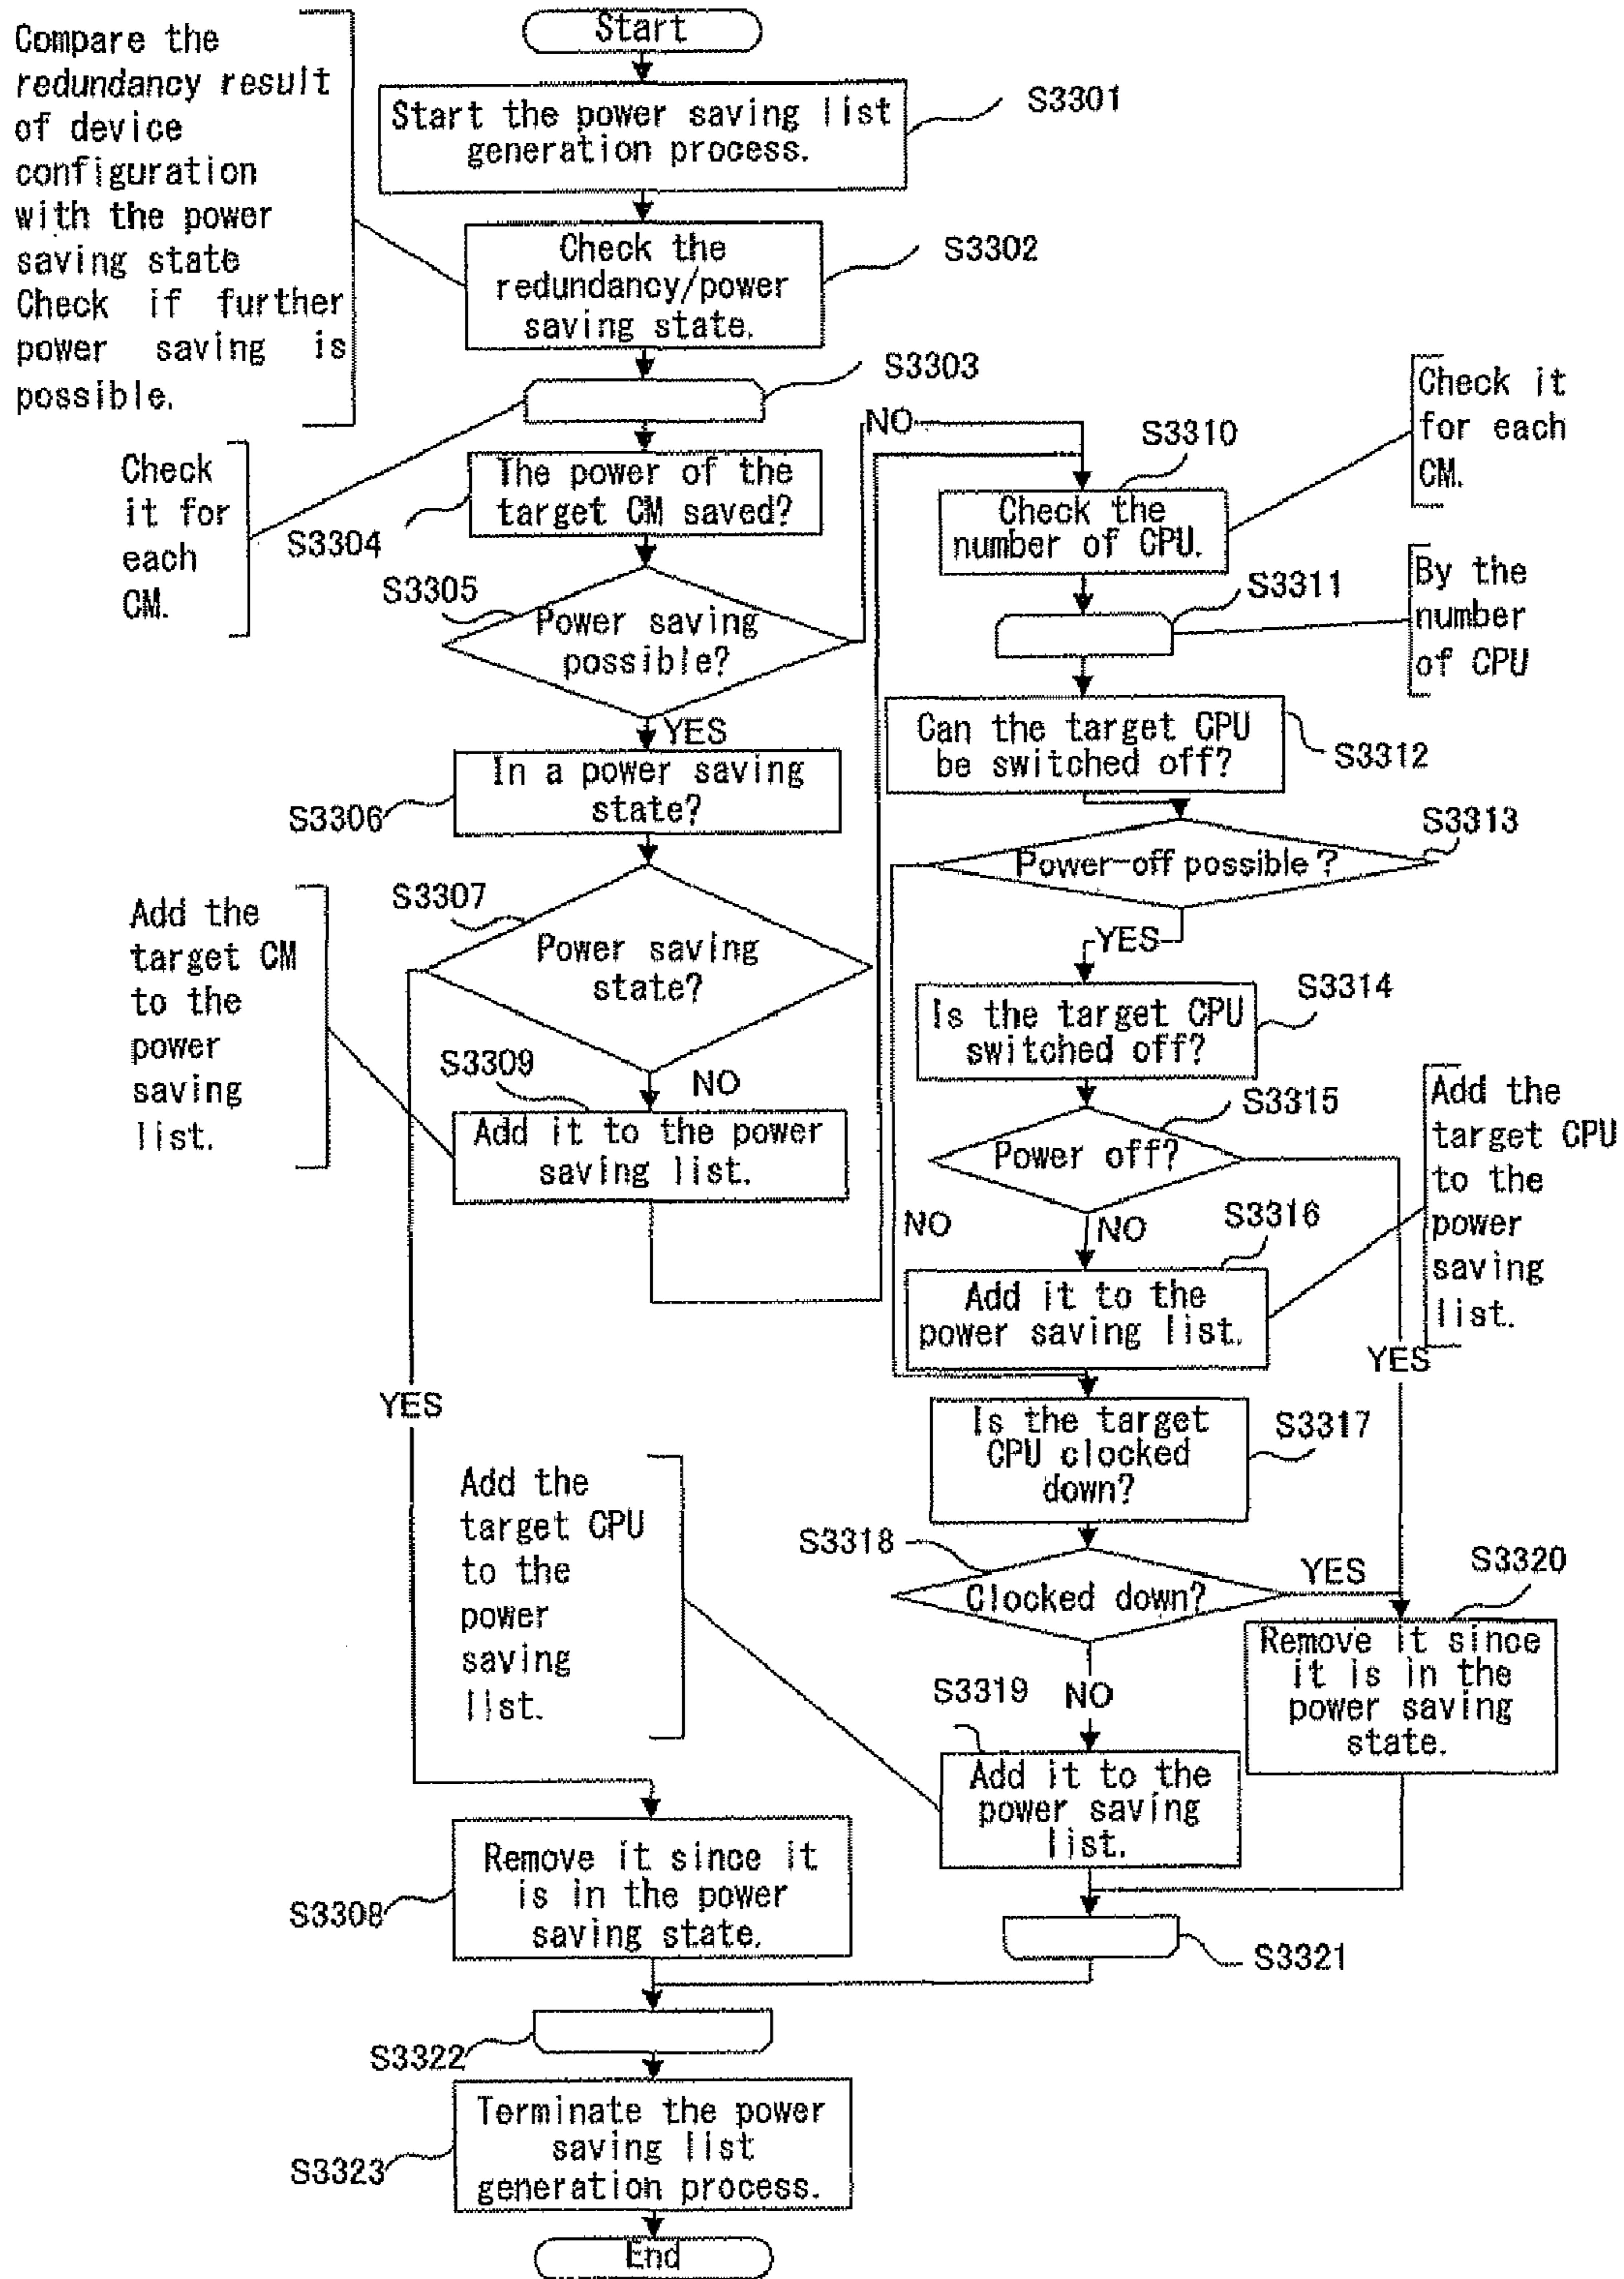 Compare the
redundancy result
of device
configuration
with the power
saving state
Check if further
power saving is
possible.
Start
Start the power saving list
generation process.
S3301
Check the
redundancy/power
saving state.
S3302
S3303
Check
it for
each
CM.
The power of the
target CM saved?
S3304
S3305
Power saving
possible?
NO
YES
In a power saving
state?
S3306
S3307
Power saving
state?
YES
NO
Add the
target CM
to the
power
saving
list.
S3309
Add it to the power
saving list.
S3310
Check the
number of CPU.
Check it
for each
CM.
S3311
By the
number
of CPU
Can the target CPU
be switched off?
S3312
S3313
Power-off possible?
YES
NO
Is the target CPU
switched off?
S3314
S3315
Power off?
NO
YES
S3316
Add it to the
power saving list.
Add the
target CPU
to the
power
saving
list.
Is the target
CPU clocked
down?
S3317
S3318
Clocked down?
YES
NO
S3320
Remove it since
it is in the
power saving
state.
S3319
Add it to the
power saving
list.
Add the
target CPU
to the
power
saving
list.
Remove it since it
is in the power
saving state.
S3308
S3321
S3322
Terminate the power
saving list
generation process.
S3323
End